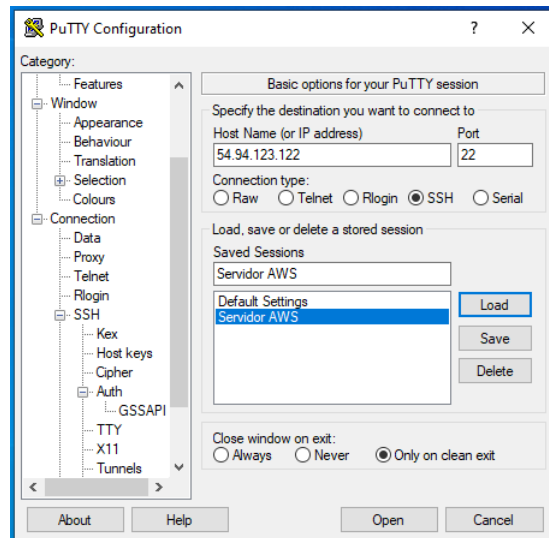 PuTTY Configuration
?
Category:
Features
Window
Appearance
Behaviour
Translation
Selection
Colours
Connection
Data
Proxy
Telnet
Rlogin
SSH
Kex
Host keys
Cipher
Auth
GSSAPI
TTY
X11
Tunnels
Basic options for your PuTTY session
Specify the destination you want to connect to
Host Name (or IP address) Port
54.94.123.122 22
Connection type:
Raw Telnet Rlogin SSH Serial
Load, save or delete a stored session
Saved Sessions
Servidor AWS
Default Settings
Servidor AWS
Load
Save
Delete
Close window on exit:
Always Never Only on clean exit
About Help Open Cancel